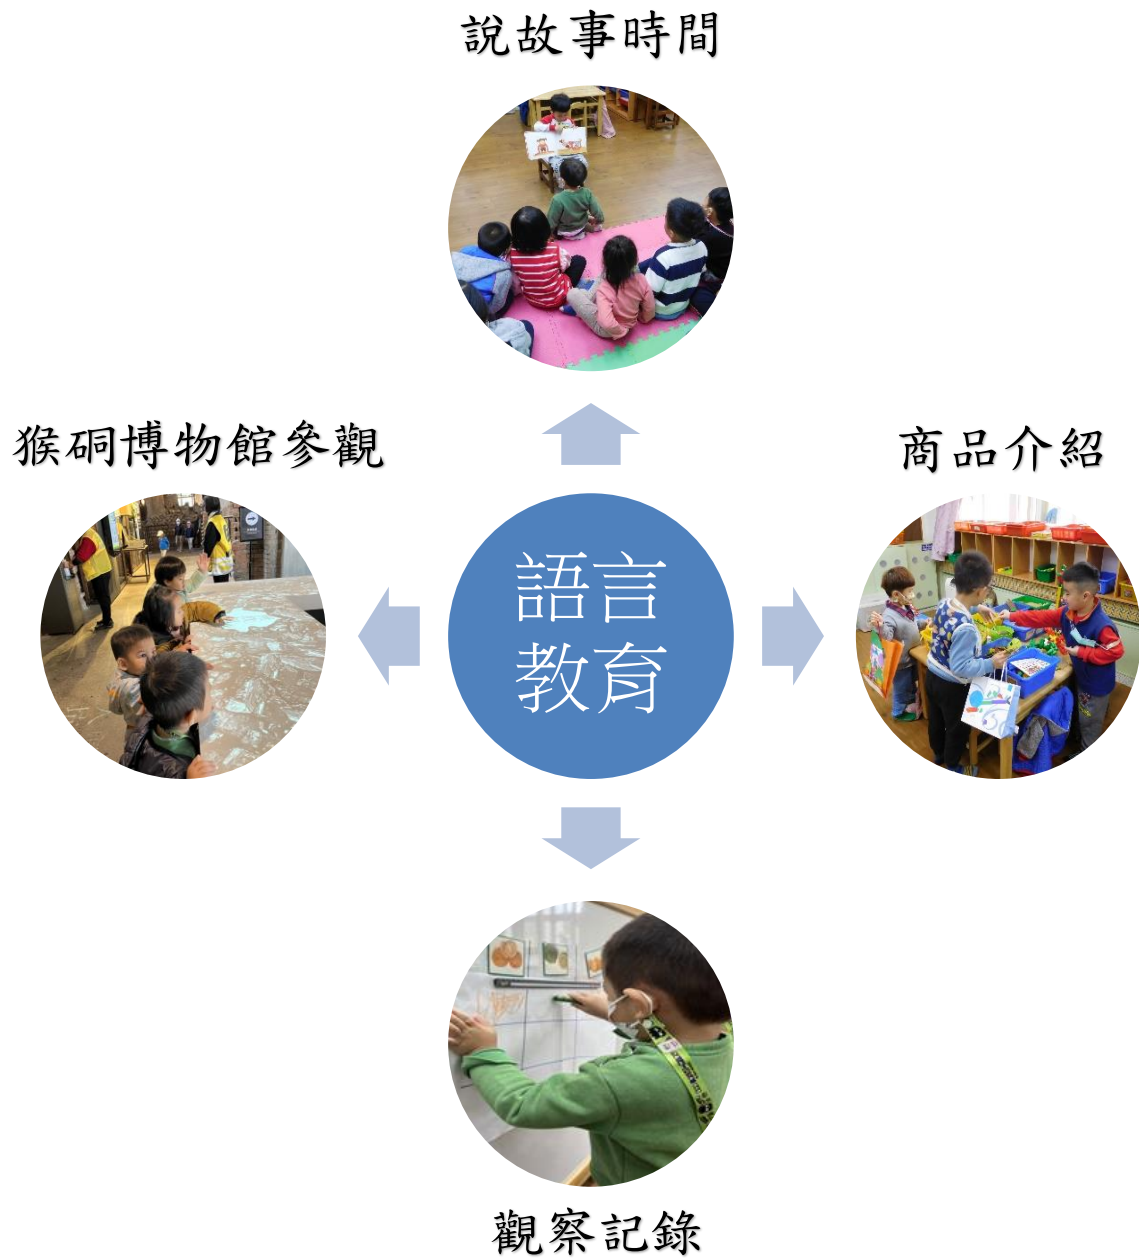 說故事時間
猴硐博物館參觀
商品介紹
語言
教育
觀察記錄